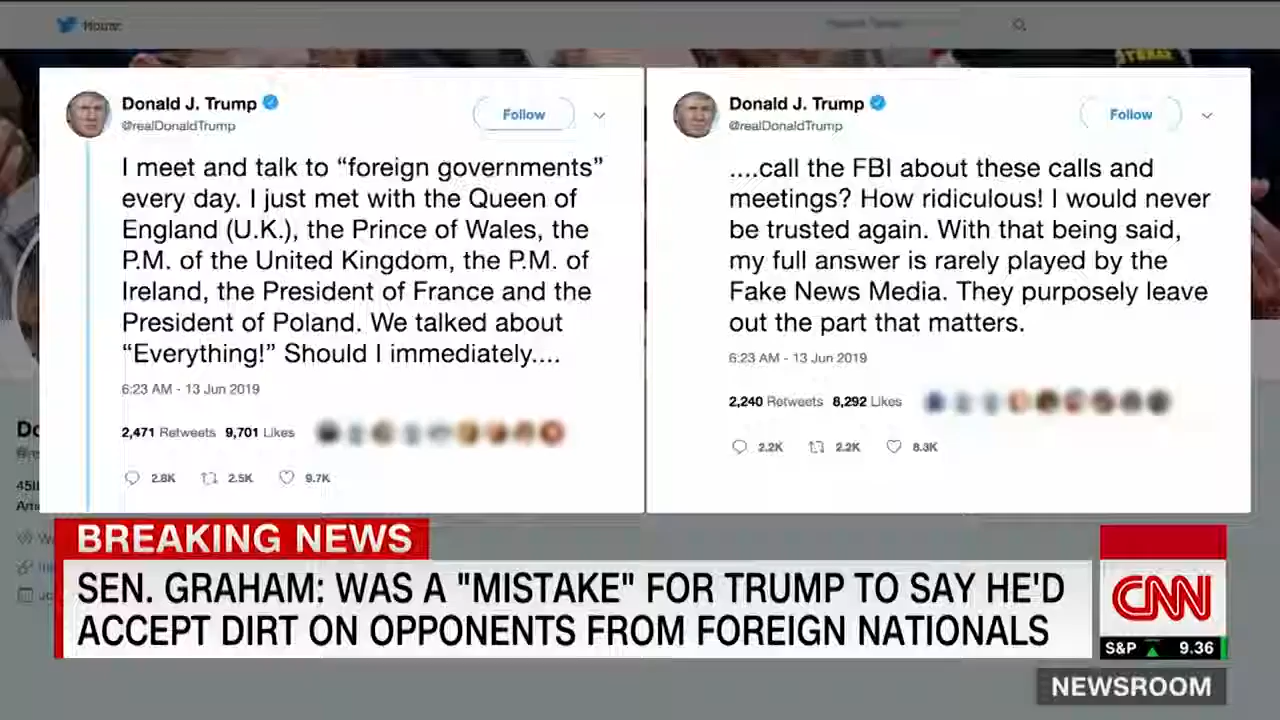 Home
Donald J. Trump
@realDonaldTrump
Follow
I meet and talk to “foreign governments”
every day. I just met with the Queen of
England (U.K.), the Prince of Wales, the
P.M. of the United Kingdom, the P.M. of
Ireland, the President of France and the
President of Poland. We talked about
“Everything!” Should I immediately....
6:23 AM - 13 Jun 2019
2,471 Retweets 9,701 Likes
2.8K 2.5K 9.7K
Donald J. Trump
@realDonaldTrump
Follow
....call the FBI about these calls and
meetings? How ridiculous! I would never
be trusted again. With that being said,
my full answer is rarely played by the
Fake News Media. They purposely leave
out the part that matters.
6:23 AM - 13 Jun 2019
2,240 Retweets 8,292 Likes
2.2K 2.2K 8.3K
TEXAS
BREAKING NEWS
SEN. GRAHAM: WAS A "MISTAKE" FOR TRUMP TO SAY HE'D
ACCEPT DIRT ON OPPONENTS FROM FOREIGN NATIONALS
CNN
S&P 9.36
NEWSROOM